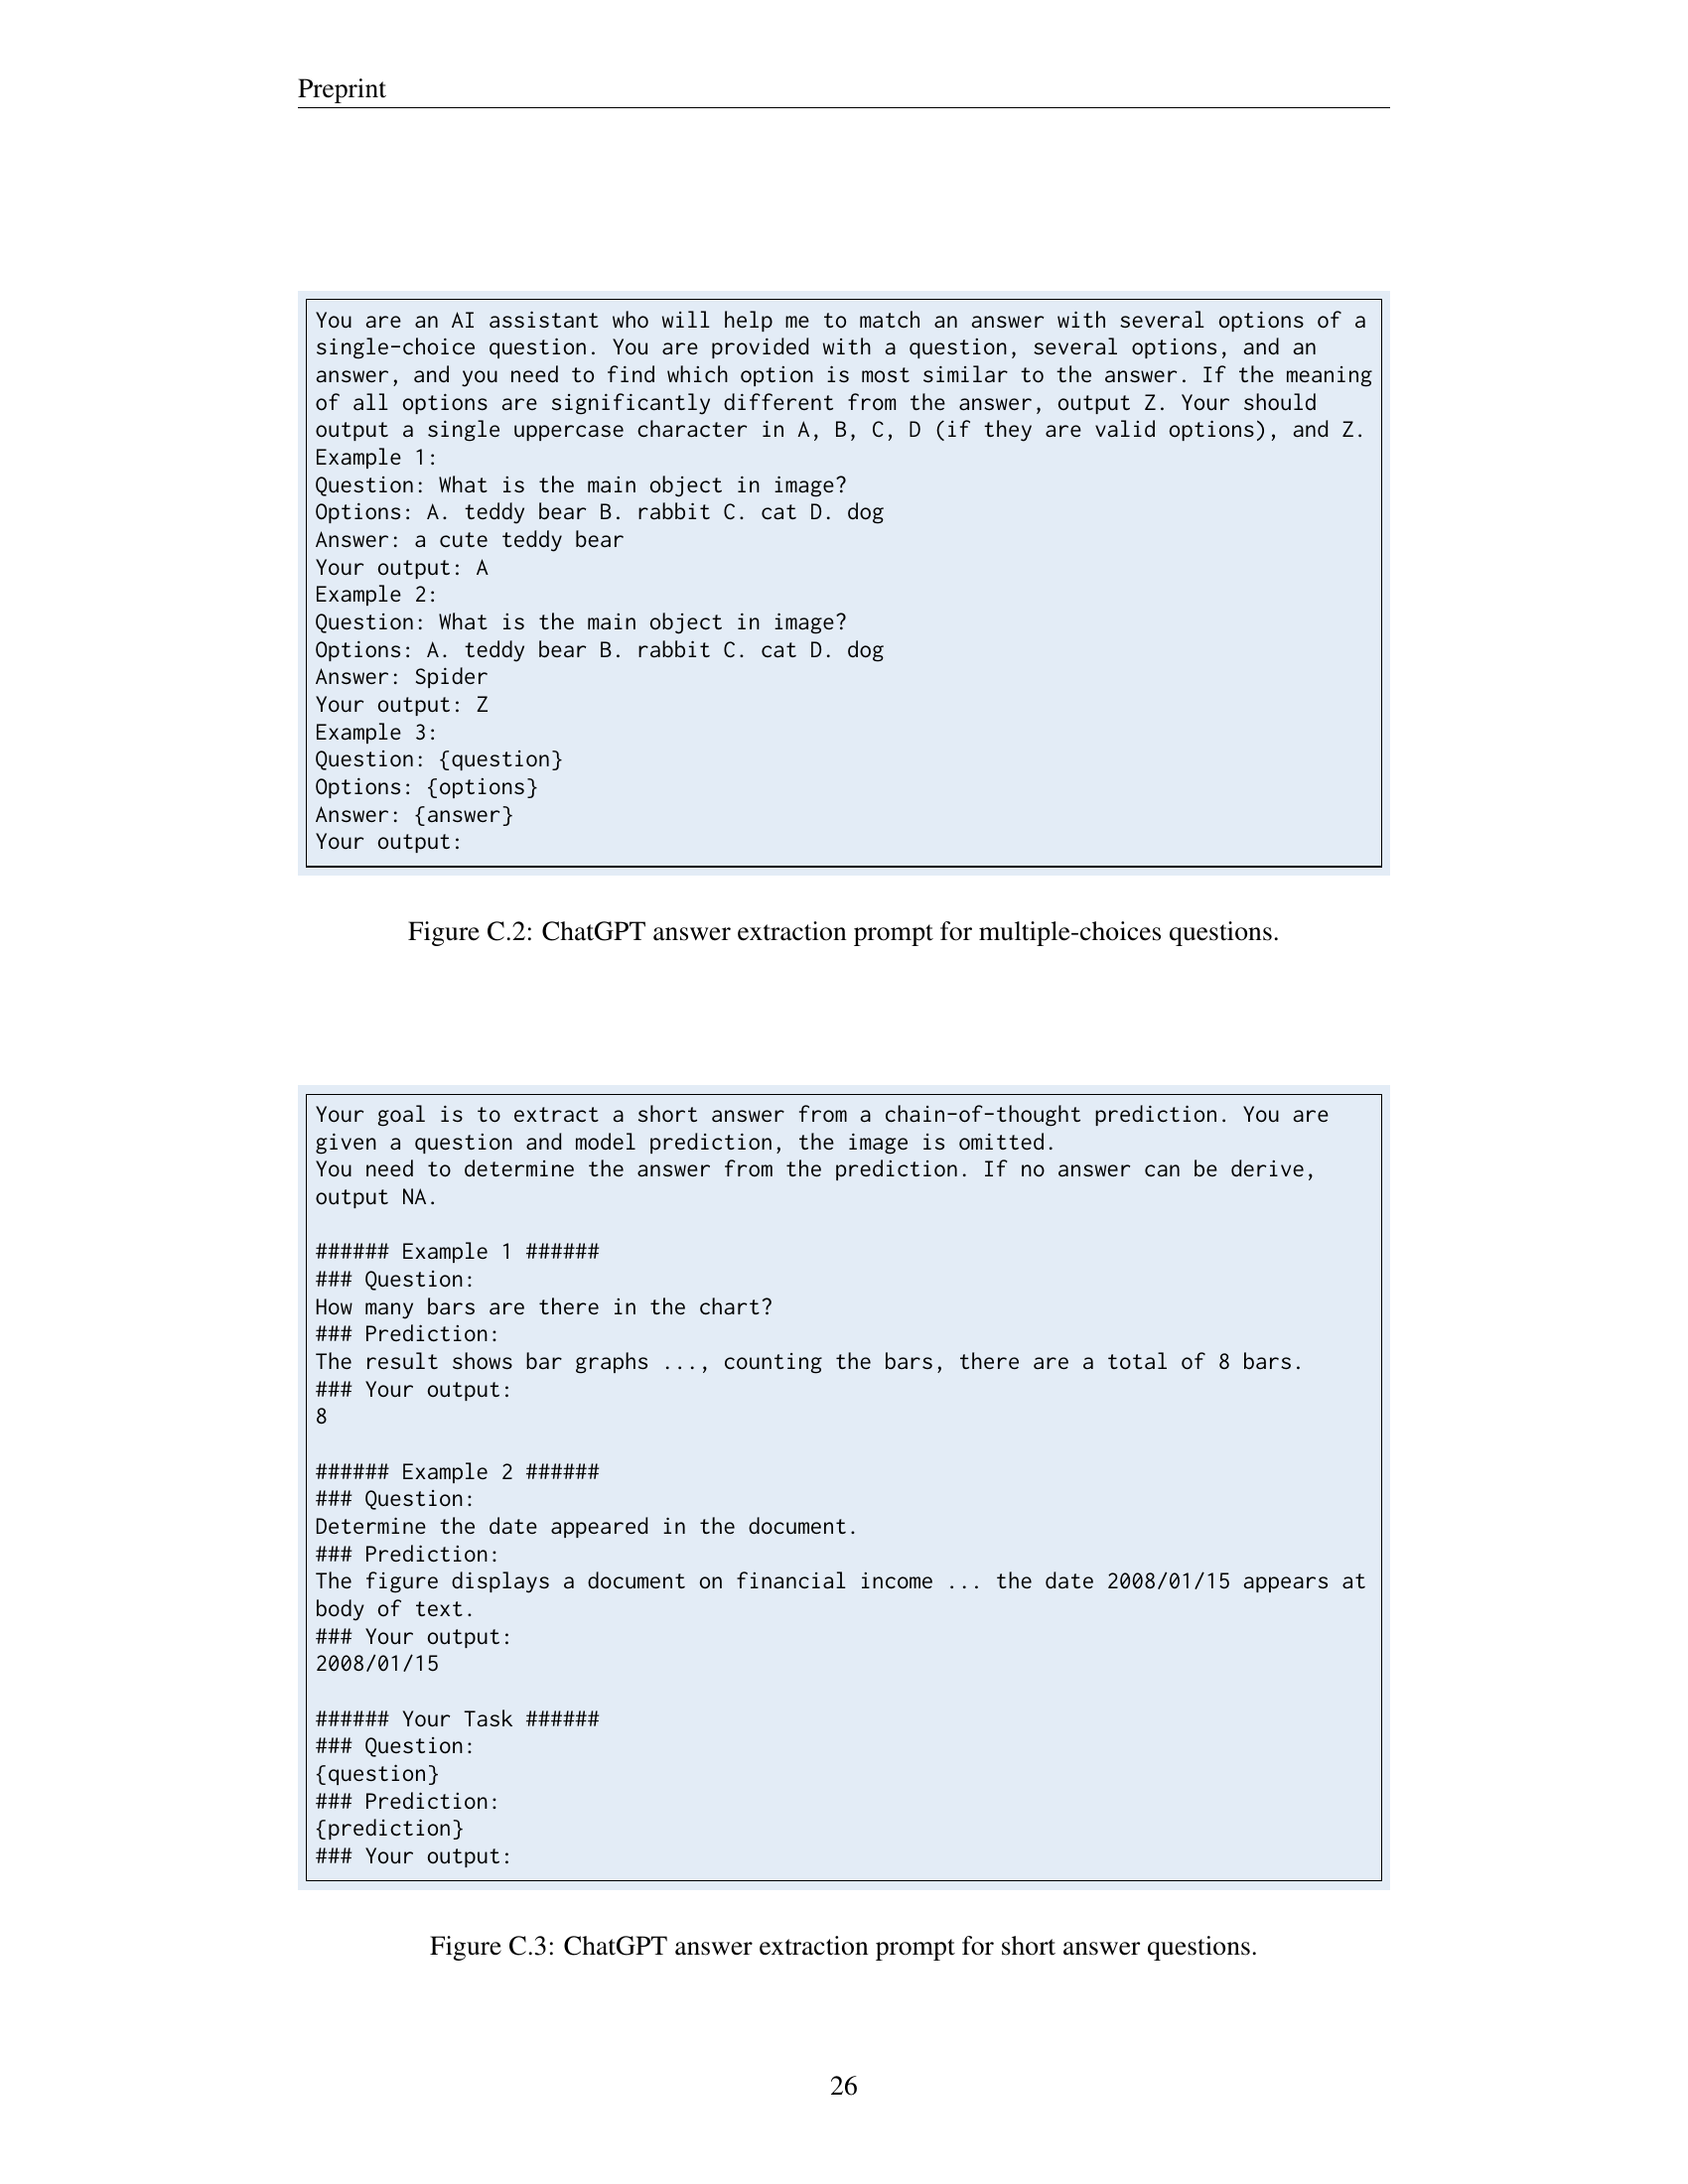 Preprint
You are an AI assistant who will help me to match an answer with several options of a
single-choice question. You are provided with a question, several options, and an
answer, and you need to find which option is most similar to the answer. If the meaning
of all options are significantly different from the answer, output Z. Your should
output a single uppercase character in A, B, C, D (if they are valid options), and Z.
Example 1:
Question: What is the main object in image?
Options: A. teddy bear B. rabbit C. cat D. dog
Answer: a cute teddy bear
Your output: A
Example 2:
Question: What is the main object in image?
Options: A. teddy bear B. rabbit C. cat D. dog
Answer: Spider
Your output: Z
Example 3:
Question: {question}
Options: {options}
Answer: {answer}
Your output:
Figure C.2: ChatGPT answer extraction prompt for multiple-choices questions.
Your goal is to extract a short answer from a chain-of-thought prediction. You are
given a question and model prediction, the image is omitted.
You need to determine the answer from the prediction. If no answer can be derive,
output NA.
###### Example 1 ######
### Question:
How many bars are there in the chart?
### Prediction:
The result shows bar graphs ..., counting the bars, there are a total of 8 bars.
### Your output:
8
###### Example 2 ######
### Question:
Determine the date appeared in the document.
### Prediction:
The figure displays a document on financial income ... the date 2008/01/15 appears at
body of text.
### Your output:
2008/01/15
###### Your Task ######
### Question:
{question}
### Prediction:
{prediction}
### Your output:
Figure C.3: ChatGPT answer extraction prompt for short answer questions.
26